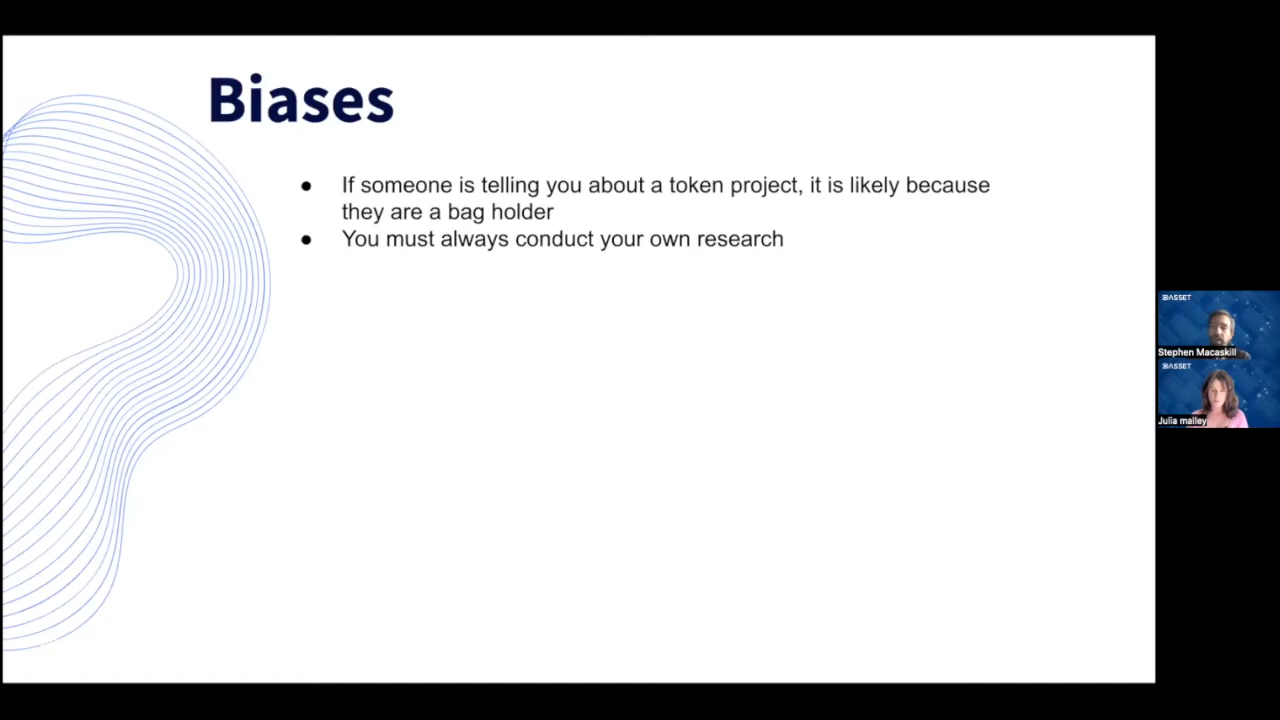 Biases
● If someone is telling you about a token project, it is likely because
they are a bag holder
● You must always conduct your own research
ASSET
Stephen Macaskill
ASSET
Julia malley